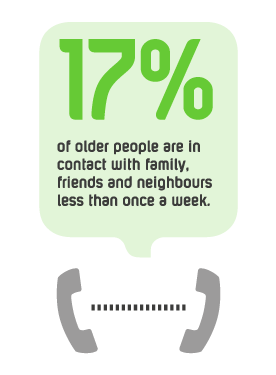 17%
of older people are in
contact with family,
friends and neighbours
less than once a week.